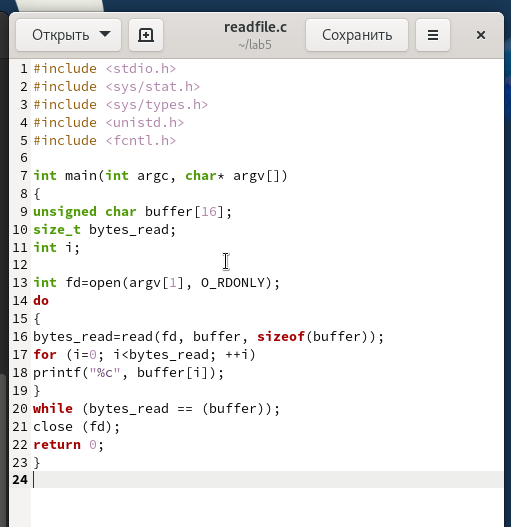 Открыть
readfile.c
~/lab5
Сохранить
1 #include <stdio.h>
2 #include <sys/stat.h>
3 #include <sys/types.h>
4 #include <unistd.h>
5 #include <fcntl.h>
6
7 int main(int argc, char* argv[])
8 {
9 unsigned char buffer[16];
10 size_t bytes_read;
11 int i;
12
13 int fd=open(argv[1], O_RDONLY);
14 do
15 {
16 bytes_read=read(fd, buffer, sizeof(buffer));
17 for (i=0; i<bytes_read; ++i)
18 printf("%c", buffer[i]);
19 }
20 while (bytes_read == (buffer));
21 close (fd);
22 return 0;
23 }
24